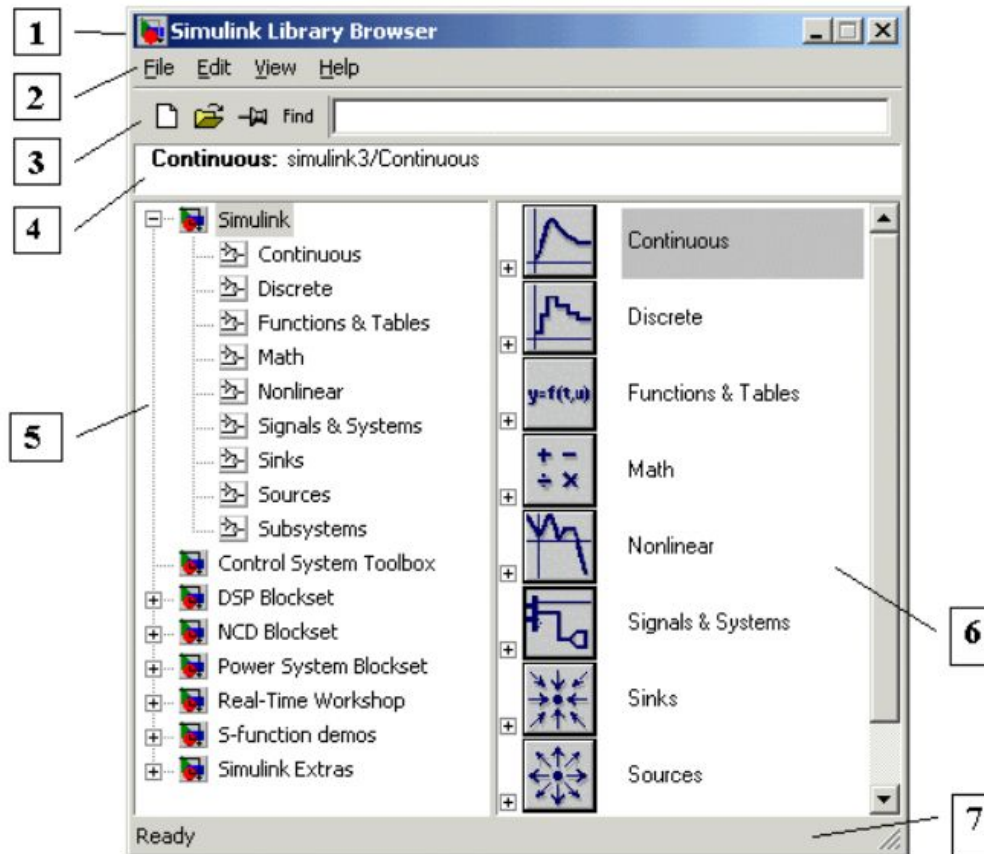 1
Simulink Library Browser
2
File Edit View Help
3
Find
4
Continuous: simulink3/Continuous
5
Simulink
Continuous
Discrete
Functions & Tables
Math
Nonlinear
Signals & Systems
Sinks
Sources
Subsystems
Control System Toolbox
DSP Blockset
NCD Blockset
Power System Blockset
Real-Time Workshop
S-function demos
Simulink Extras
Continuous
Discrete
y=f(t,u) Functions & Tables
+ − ÷ × Math
Nonlinear
Signals & Systems
Sinks
Sources
6
Ready
7